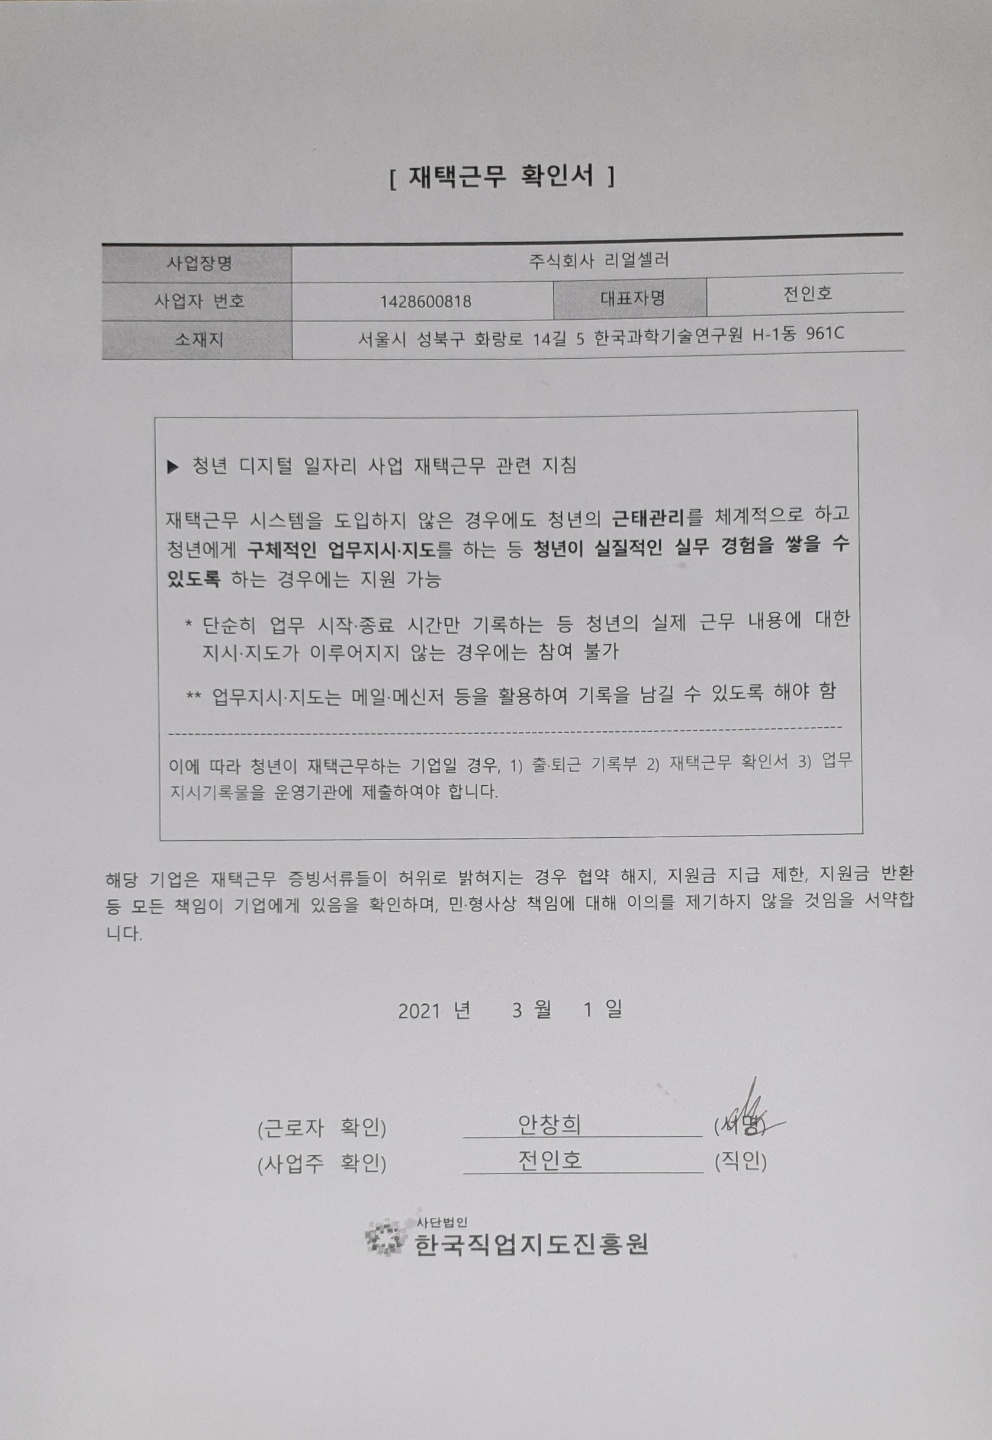 [ 재택근무 확인서 ]
사업장명 주식회사 리얼셀러
사업자 번호 1428600818 대표자명 전인호
소재지 서울시 성북구 화랑로 14길 5 한국과학기술연구원 H-1동 961C
▶ 청년 디지털 일자리 사업 재택근무 관련 지침
재택근무 시스템을 도입하지 않은 경우에도 청년의 근태관리를 체계적으로 하고
청년에게 구체적인 업무지시·지도를 하는 등 청년이 실질적인 실무 경험을 쌓을 수
있도록 하는 경우에는 지원 가능
* 단순히 업무 시작·종료 시간만 기록하는 등 청년의 실제 근무 내용에 대한
지시·지도가 이루어지지 않는 경우에는 참여 불가
** 업무지시·지도는 메일·메신저 등을 활용하여 기록을 남길 수 있도록 해야 함
이에 따라 청년이 재택근무하는 기업일 경우, 1) 출·퇴근 기록부 2) 재택근무 확인서 3) 업무
지시기록물을 운영기관에 제출하여야 합니다.
해당 기업은 재택근무 증빙서류들이 허위로 밝혀지는 경우 협약 해지, 지원금 지급 제한, 지원금 반환
등 모든 책임이 기업에게 있음을 확인하며, 민·형사상 책임에 대해 이의를 제기하지 않을 것임을 서약합
니다.
2021 년 3 월 1 일
(근로자 확인) 안창희 (서명)
(사업주 확인) 전인호 (직인)
사단법인
한국직업지도진흥원